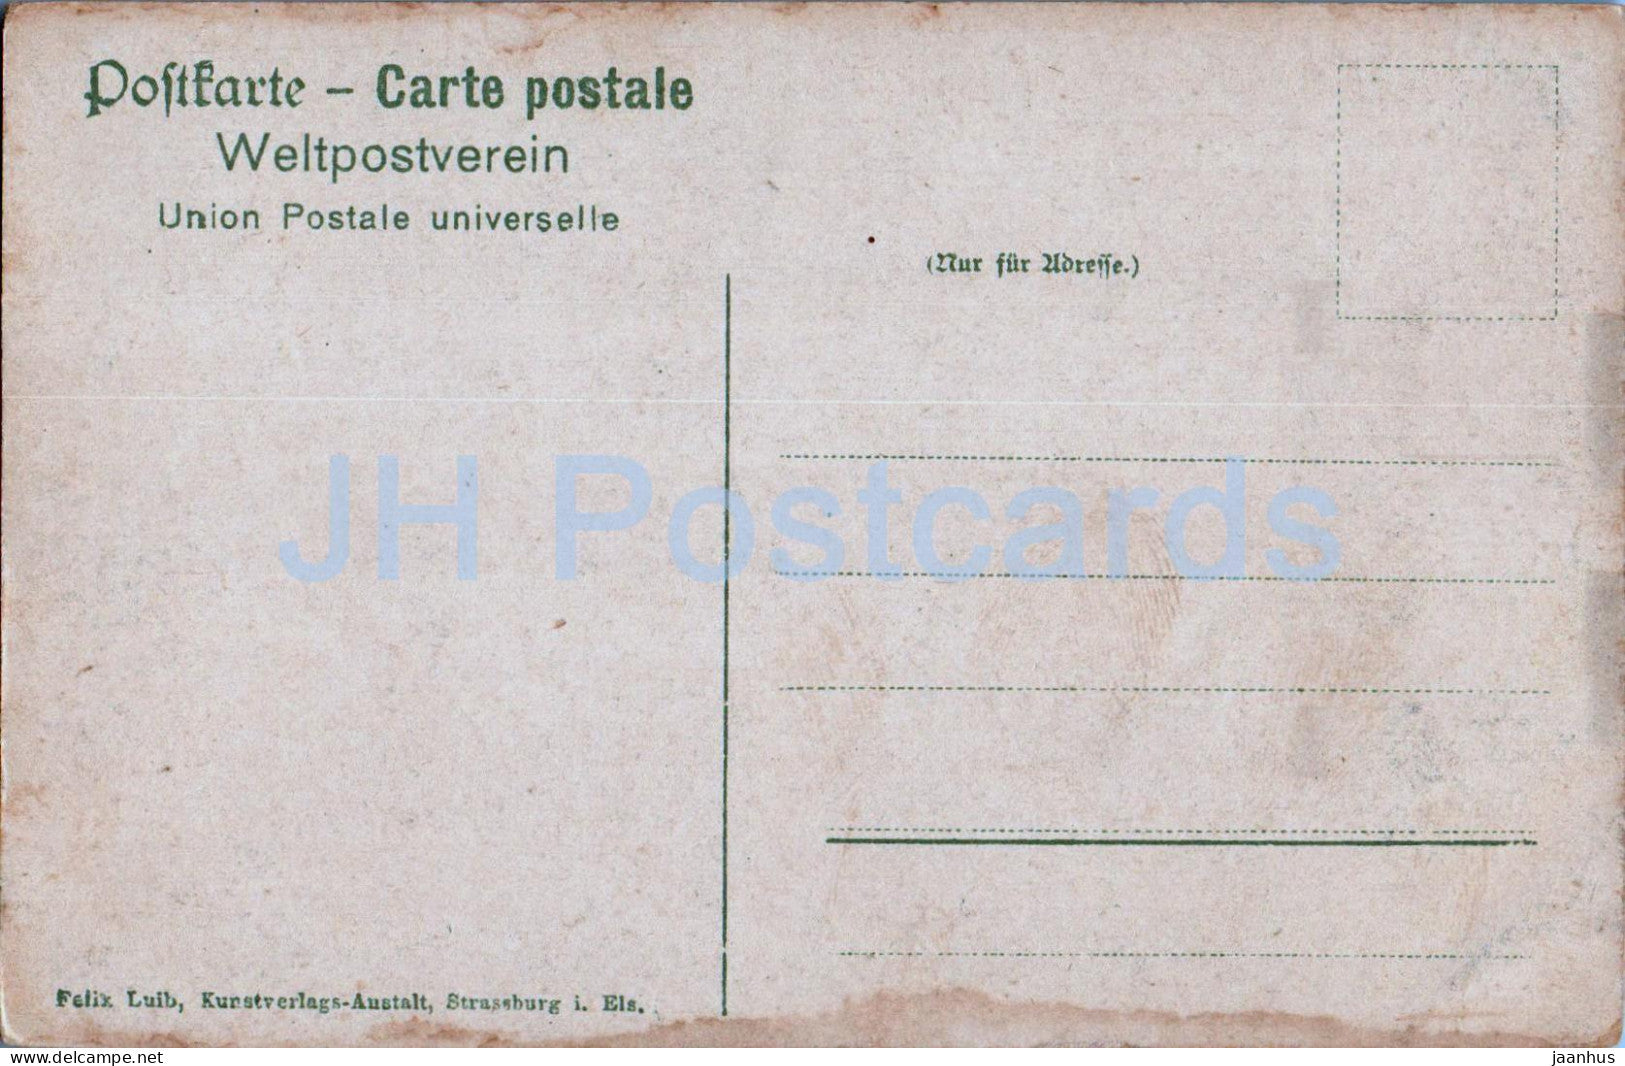 Poſtkarte – Carte postale
Weltpostverein
Union Postale universelle
(Nur für Adreſſe.)
JH Postcards
Felix Luib, Kunstverlags-Anstalt, Strassburg i. Els.
www.delcampe.net
jaanhus